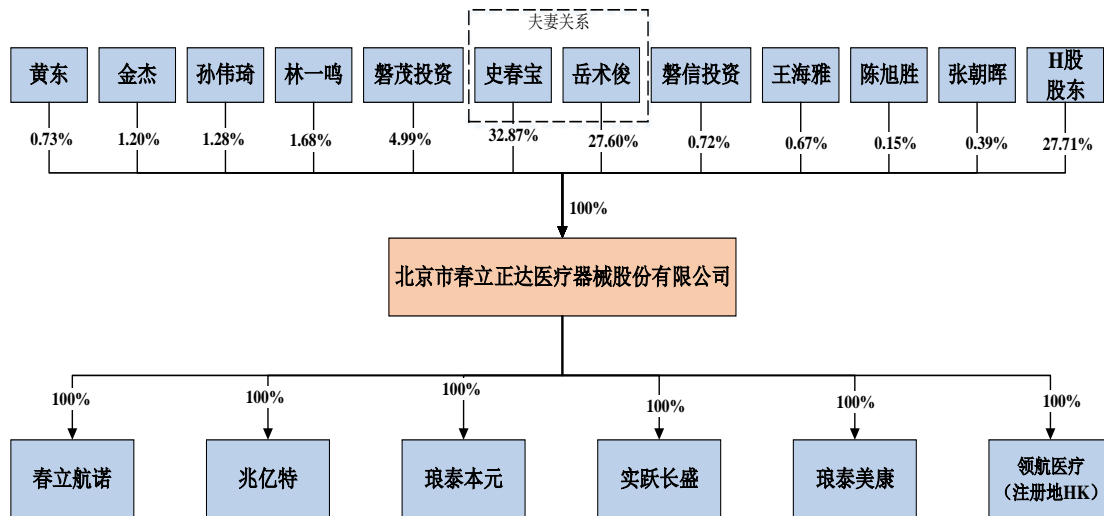 夫妻关系
黄东
金杰
孙伟琦
林一鸣
磐茂投资
史春宝
岳术俊
磐信投资
王海雅
陈旭胜
张朝晖
H股
股东
0.73%
1.20%
1.28%
1.68%
4.99%
32.87%
27.60%
0.72%
0.67%
0.15%
0.39%
27.71%
100%
北京市春立正达医疗器械股份有限公司
100%
100%
100%
100%
100%
100%
春立航诺
兆亿特
琅泰本元
实跃长盛
琅泰美康
领航医疗
（注册地HK）